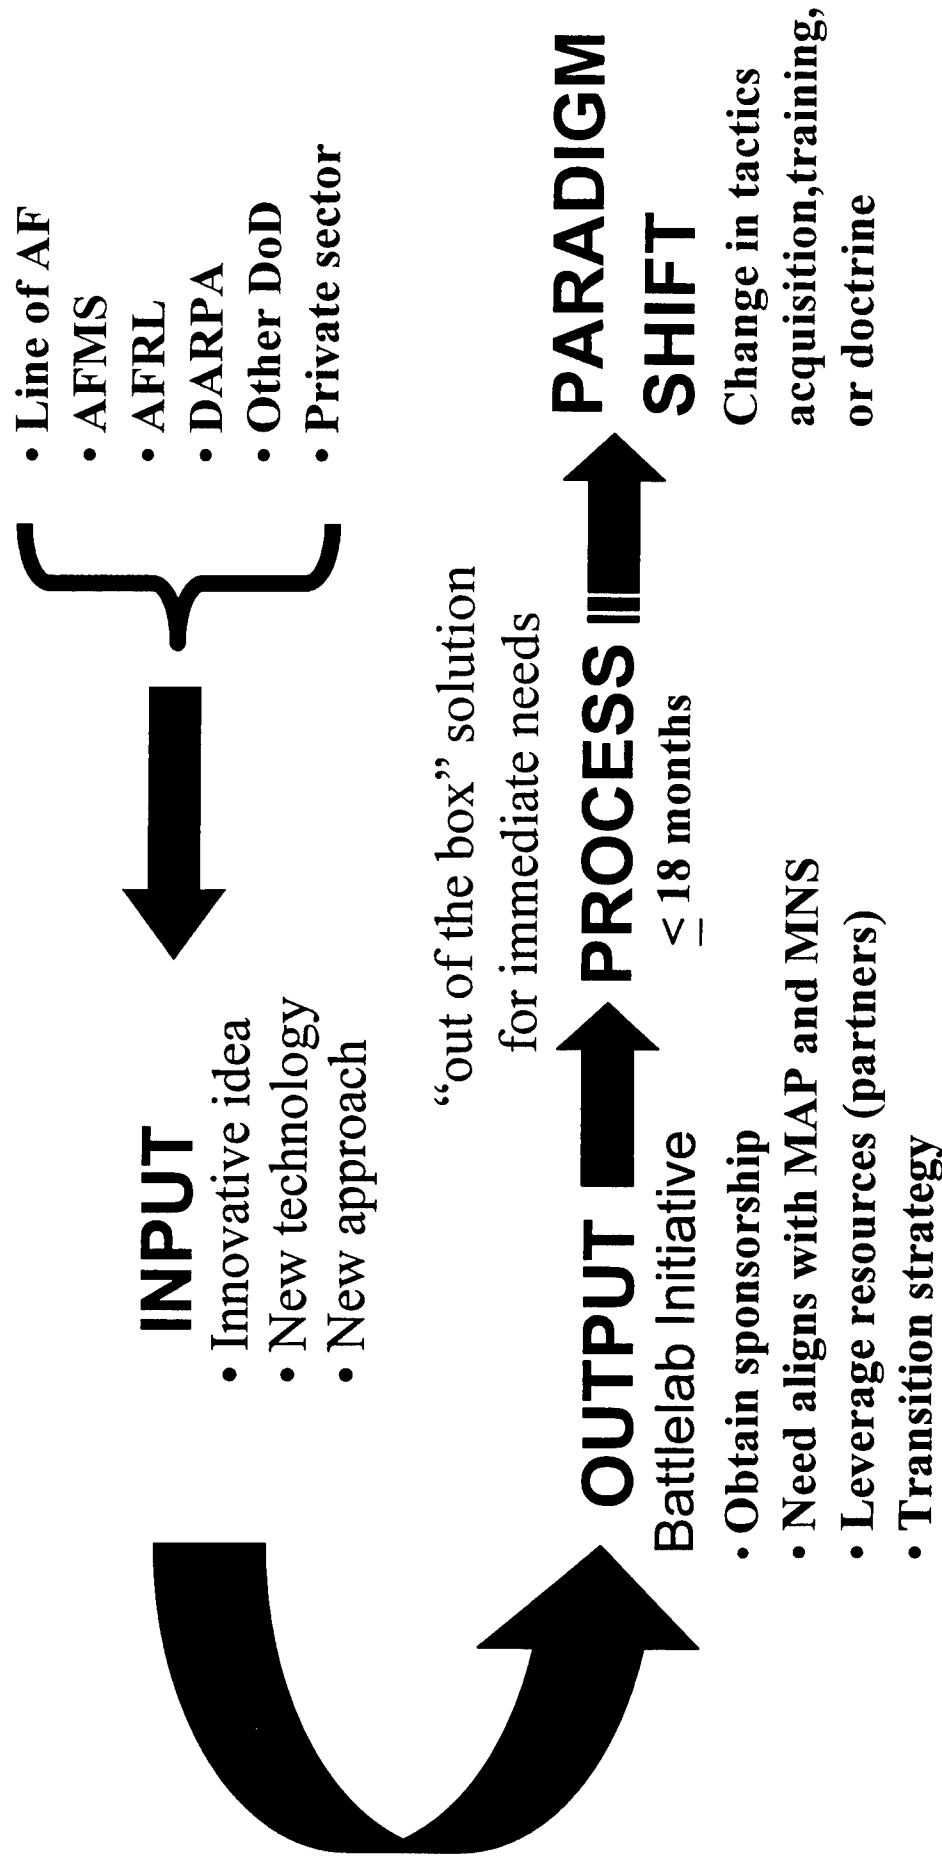 • Line of AF
• AFMS
• AFRL
• DARPA
• Other DoD
• Private sector
INPUT
• Innovative idea
• New technology
• New approach
"out of the box" solution
for immediate needs
OUTPUT
Battlelab Initiative
• Obtain sponsorship
• Need aligns with MAP and MNS
• Leverage resources (partners)
• Transition strategy
PROCESS
≤ 18 months
PARADIGM
SHIFT
Change in tactics
acquisition,training,
or doctrine